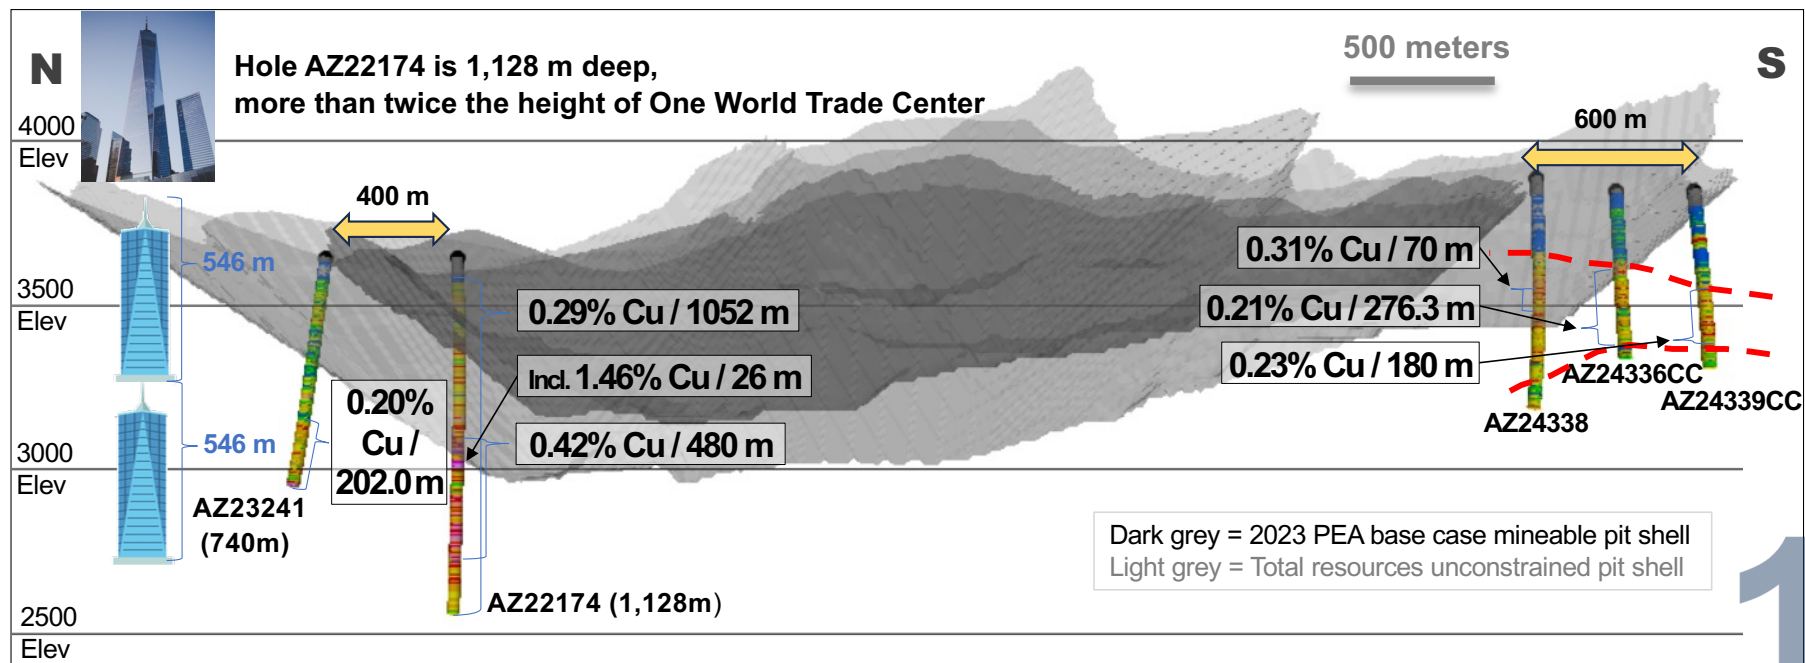 N
Hole AZ22174 is 1,128 m deep,
more than twice the height of One World Trade Center
500 meters
S
4000
Elev
600 m
400 m
546 m
3500
Elev
0.29% Cu / 1052 m
Incl. 1.46% Cu / 26 m
0.42% Cu / 480 m
0.20%
Cu /
202.0 m
0.31% Cu / 70 m
0.21% Cu / 276.3 m
0.23% Cu / 180 m
AZ24336CC
AZ24339CC
AZ24338
546 m
3000
Elev
AZ23241
(740m)
AZ22174 (1,128m)
Dark grey = 2023 PEA base case mineable pit shell
Light grey = Total resources unconstrained pit shell
2500
Elev
1